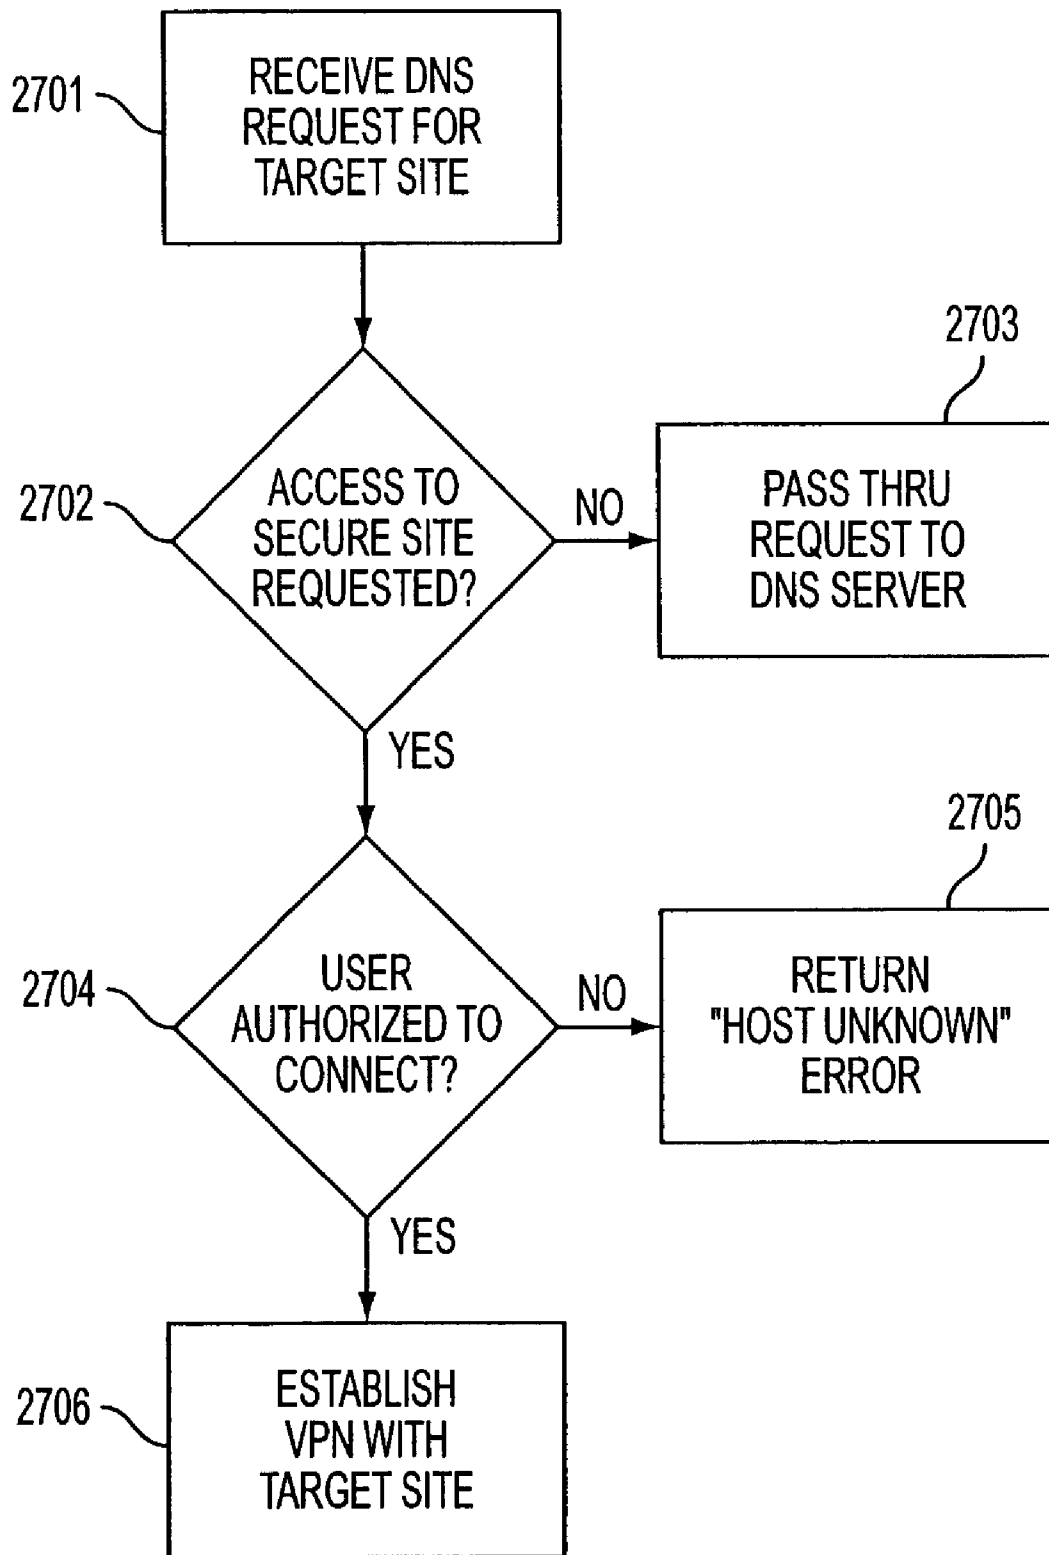 2701
RECEIVE DNS
REQUEST FOR
TARGET SITE
2702
ACCESS TO
SECURE SITE
REQUESTED?
NO
2703
PASS THRU
REQUEST TO
DNS SERVER
YES
2704
USER
AUTHORIZED TO
CONNECT?
NO
2705
RETURN
"HOST UNKNOWN"
ERROR
YES
2706
ESTABLISH
VPN WITH
TARGET SITE